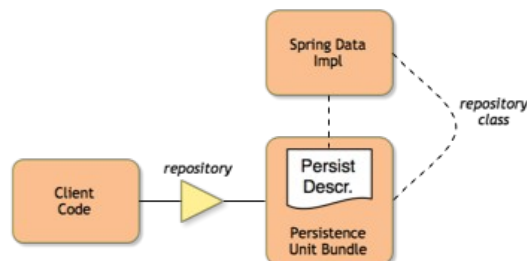 Spring Data
Impl
repository
class
repository
Persist
Descr.
Client
Code
Persistence
Unit Bundle